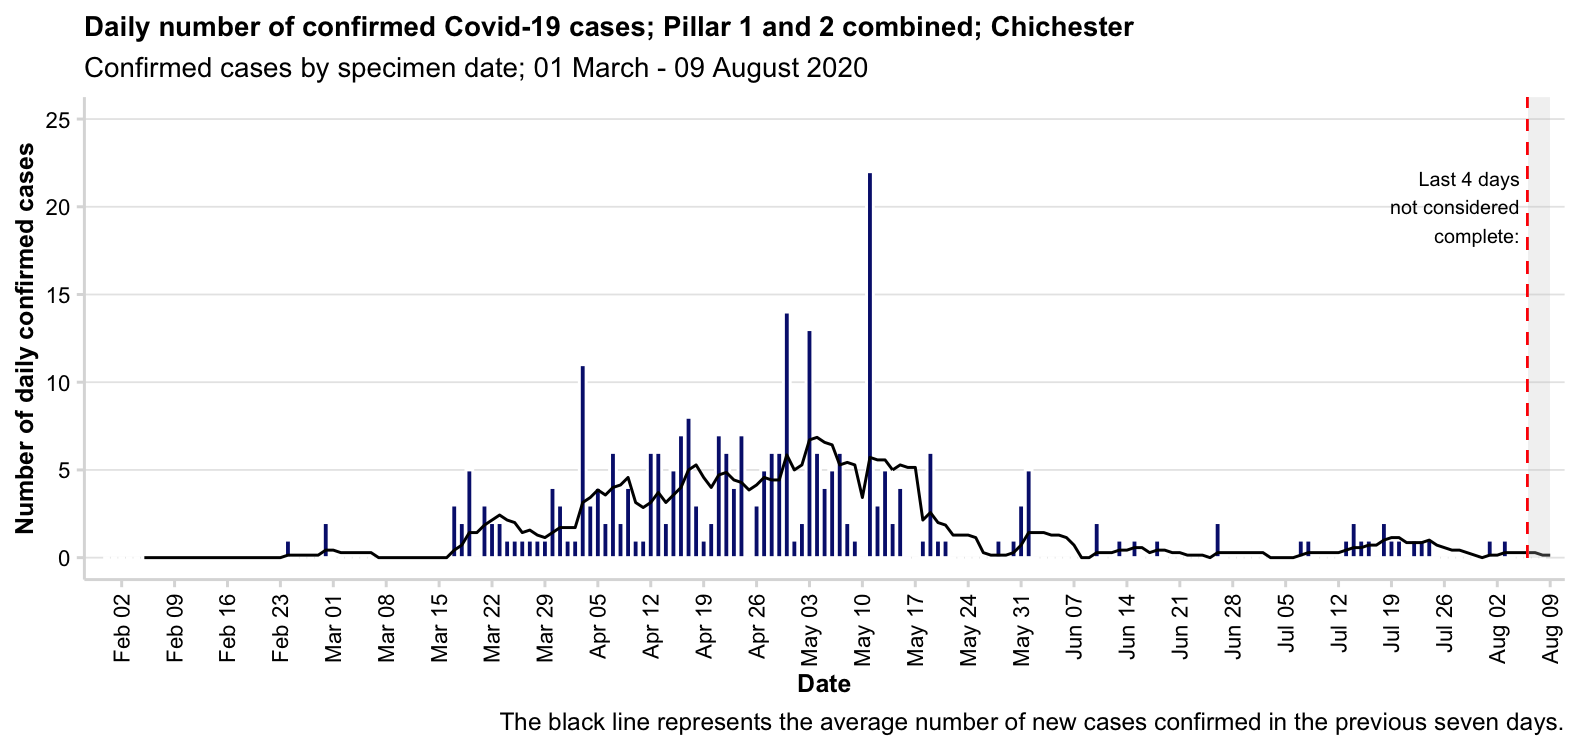 Daily number of confirmed Covid-19 cases; Pillar 1 and 2 combined; Chichester
Confirmed cases by specimen date; 01 March - 09 August 2020
Number of daily confirmed cases
25
20
15
10
5
0
Last 4 days
not considered
complete:
Feb 02
Feb 09
Feb 16
Feb 23
Mar 01
Mar 08
Mar 15
Mar 22
Mar 29
Apr 05
Apr 12
Apr 19
Apr 26
May 03
May 10
May 17
May 24
May 31
Jun 07
Jun 14
Jun 21
Jun 28
Jul 05
Jul 12
Jul 19
Jul 26
Aug 02
Aug 09
Date
The black line represents the average number of new cases confirmed in the previous seven days.